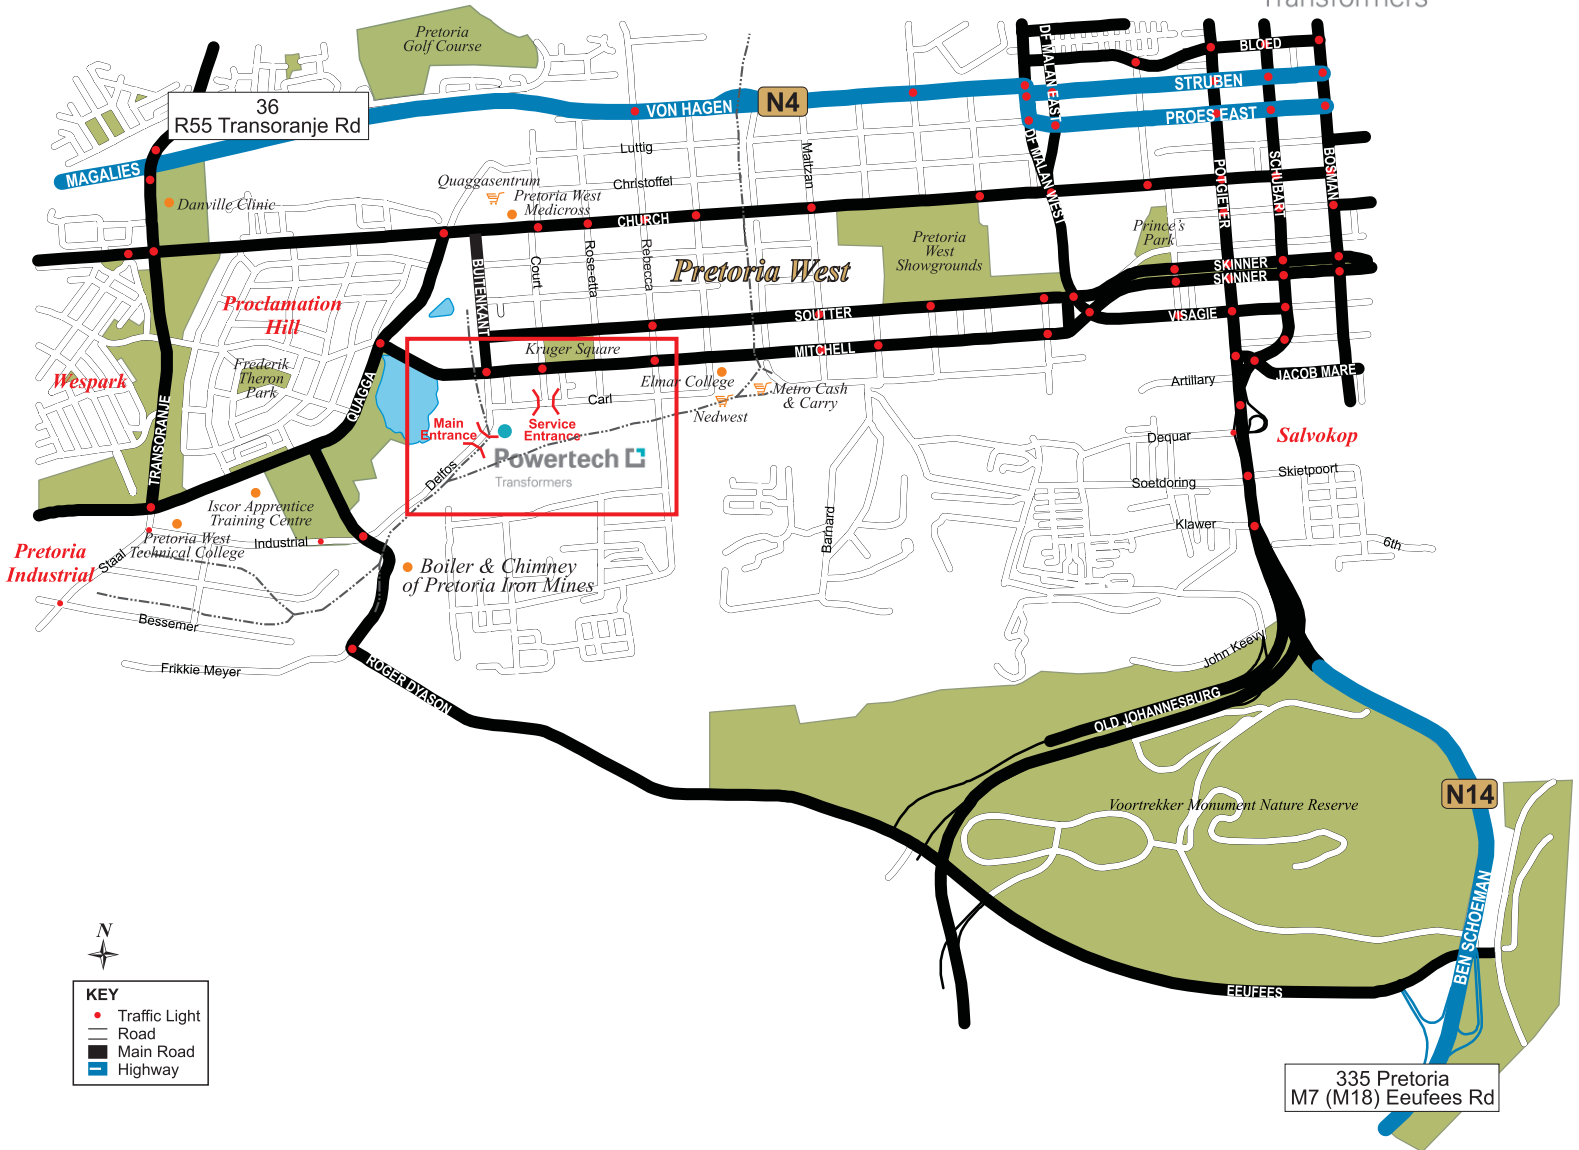 Transformers
Pretoria
Golf Course
36
R55 Transoranje Rd
MAGALIES
VON HAGEN
N4
DF MALAN EAST
DF MALAN WEST
BLOED
STRUBEN
PROES EAST
POTGIETER
SCHUBART
BOSMAN
Luttig
Christoffel
Maltzan
Quaggasentrum
Pretoria West
Medicross
Danville Clinic
CHURCH
Court
Rose-etta
Rebecca
BUITENKANT
Pretoria West
Pretoria
West
Showgrounds
Prince's
Park
SKINNER
SKINNER
VISAGIE
SOUTTER
MITCHELL
JACOB MARE
Proclamation
Hill
Frederik
Theron
Park
Wespark
TRANSORANJE
QUAGGA
Kruger Square
Elmar College
Nedwest
Metro Cash
& Carry
Carl
Main
Entrance
Service
Entrance
Powertech
Transformers
Delfos
Artillary
Dequar
Salvokop
Soetdoring
Skietpoort
Klawer
6th
Barnard
Iscor Apprentice
Training Centre
Pretoria West
Technical College
Industrial
Pretoria
Industrial
Staal
Boiler & Chimney
of Pretoria Iron Mines
Bessemer
Frikkie Meyer
ROGER DYASON
John Keevy
OLD JOHANNESBURG
Voortrekker Monument Nature Reserve
N14
BEN SCHOEMAN
EEUFEES
335 Pretoria
M7 (M18) Eeufees Rd
N
KEY
Traffic Light
Road
Main Road
Highway